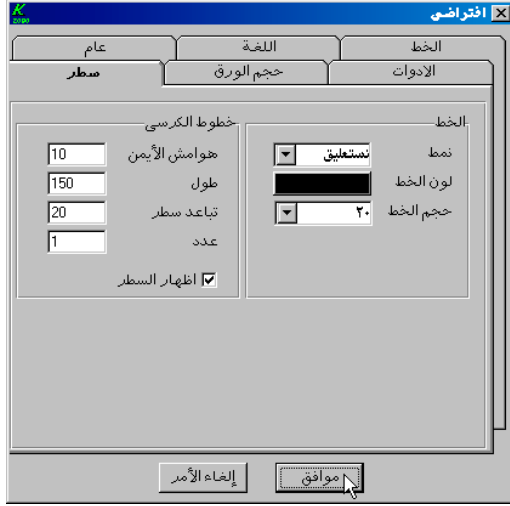 افتراضي
K 2000
الخط
اللغة
عام
الادوات
حجم الورق
سطر
الخط
نمط
نستعليق
لون الخط
حجم الخط
٢٠
خطوط الكرسي
هوامش الأيمن
10
طول
150
تباعد سطر
20
عدد
1
اظهار السطر
موافق
إلغاء الأمر